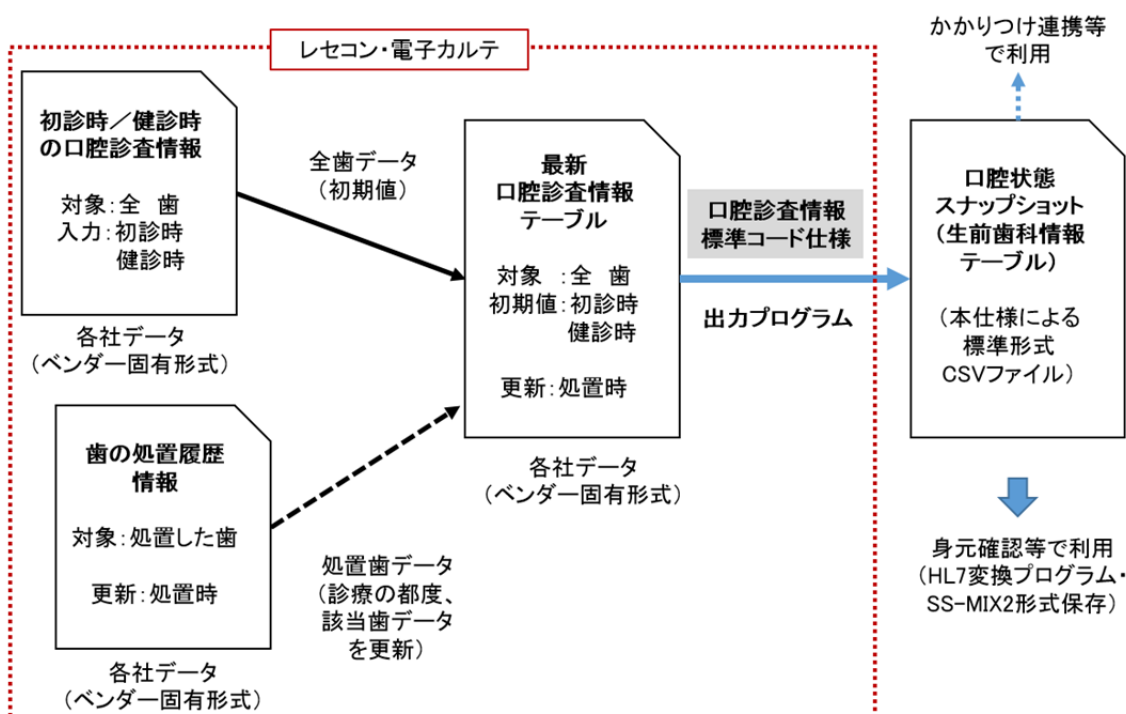 レセコン・電子カルテ
かかりつけ連携等
で利用
初診時／健診時
の口腔診査情報
対象：全　歯
入力：初診時
健診時
各社データ
（ベンダー固有形式）
全歯データ
（初期値）
最新
口腔診査情報
テーブル
対象　：全　歯
初期値：初診時
健診時
更新：処置時
各社データ
（ベンダー固有形式）
口腔診査情報
標準コード仕様
出力プログラム
口腔状態
スナップショット
（生前歯科情報
テーブル）
（本仕様による
標準形式
CSVファイル）
歯の処置履歴
情報
対象：処置した歯
更新：処置時
各社データ
（ベンダー固有形式）
処置歯データ
（診療の都度、
該当歯データ
を更新）
身元確認等で利用
（HL7変換プログラム・
SS-MIX2形式保存）